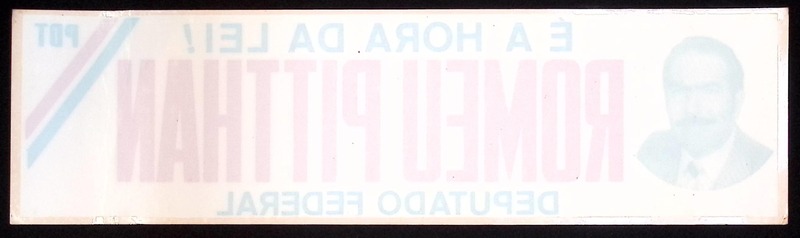 É A HORA DA LEI!
PDT
ROMEU PITTHAN
DEPUTADO FEDERAL